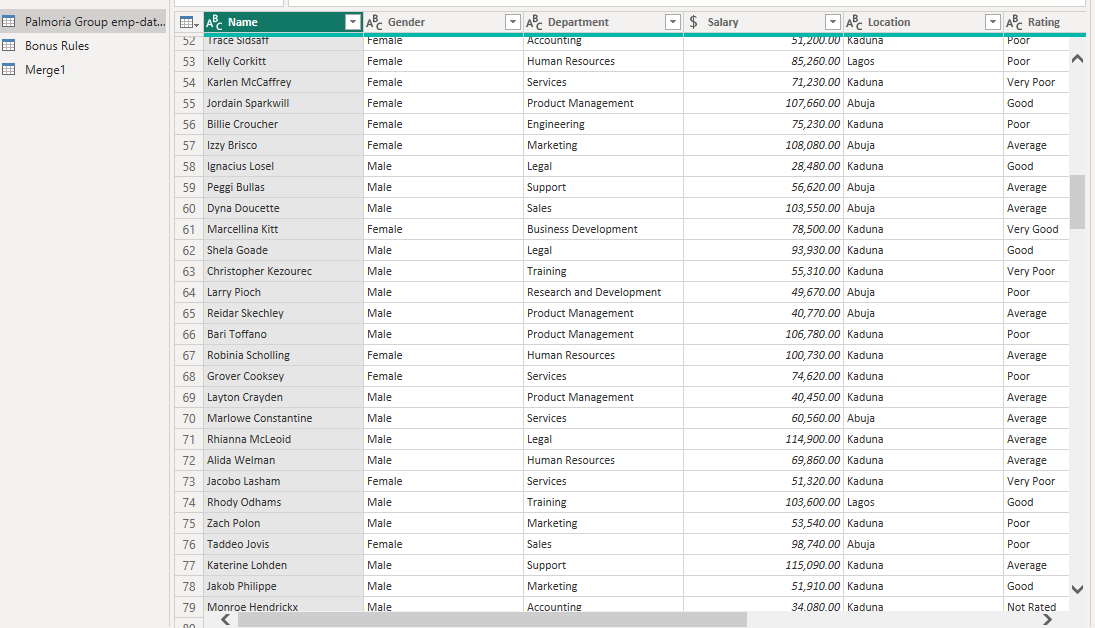 Palmoria Group emp-dat...
Bonus Rules
Merge1
Name Gender Department $ Salary Location Rating
52 Trace Sidsaff Female Accounting 51,200.00 Kaduna Poor
53 Kelly Corkitt Female Human Resources 85,260.00 Lagos Poor
54 Karlen McCaffrey Female Services 71,230.00 Kaduna Very Poor
55 Jordain Sparkwill Female Product Management 107,660.00 Abuja Good
56 Billie Croucher Female Engineering 75,230.00 Kaduna Poor
57 Izzy Brisco Female Marketing 108,080.00 Abuja Average
58 Ignacius Losel Male Legal 28,480.00 Kaduna Good
59 Peggi Bullas Male Support 56,620.00 Abuja Average
60 Dyna Doucette Male Sales 103,550.00 Abuja Average
61 Marcellina Kitt Female Business Development 78,500.00 Kaduna Very Good
62 Shela Goade Male Legal 93,930.00 Kaduna Good
63 Christopher Kezourec Male Training 55,310.00 Kaduna Very Poor
64 Larry Pioch Male Research and Development 49,670.00 Abuja Poor
65 Reidar Skechley Male Product Management 40,770.00 Abuja Average
66 Bari Toffano Male Product Management 106,780.00 Kaduna Poor
67 Robinia Scholling Female Human Resources 100,730.00 Kaduna Average
68 Grover Cooksey Female Services 74,620.00 Kaduna Poor
69 Layton Crayden Male Product Management 40,450.00 Kaduna Average
70 Marlowe Constantine Male Services 60,560.00 Abuja Average
71 Rhianna McLeoid Male Legal 114,900.00 Kaduna Average
72 Alida Welman Male Human Resources 69,860.00 Kaduna Average
73 Jacobo Lasham Female Services 51,320.00 Kaduna Very Poor
74 Rhody Odhams Male Training 103,600.00 Lagos Good
75 Zach Polon Male Marketing 53,540.00 Kaduna Poor
76 Taddeo Jovis Female Sales 98,740.00 Abuja Poor
77 Katerine Lohden Male Support 115,090.00 Kaduna Average
78 Jakob Philippe Male Marketing 51,910.00 Kaduna Good
79 Monroe Hendrickx Male Accounting 34,080.00 Kaduna Not Rated
80